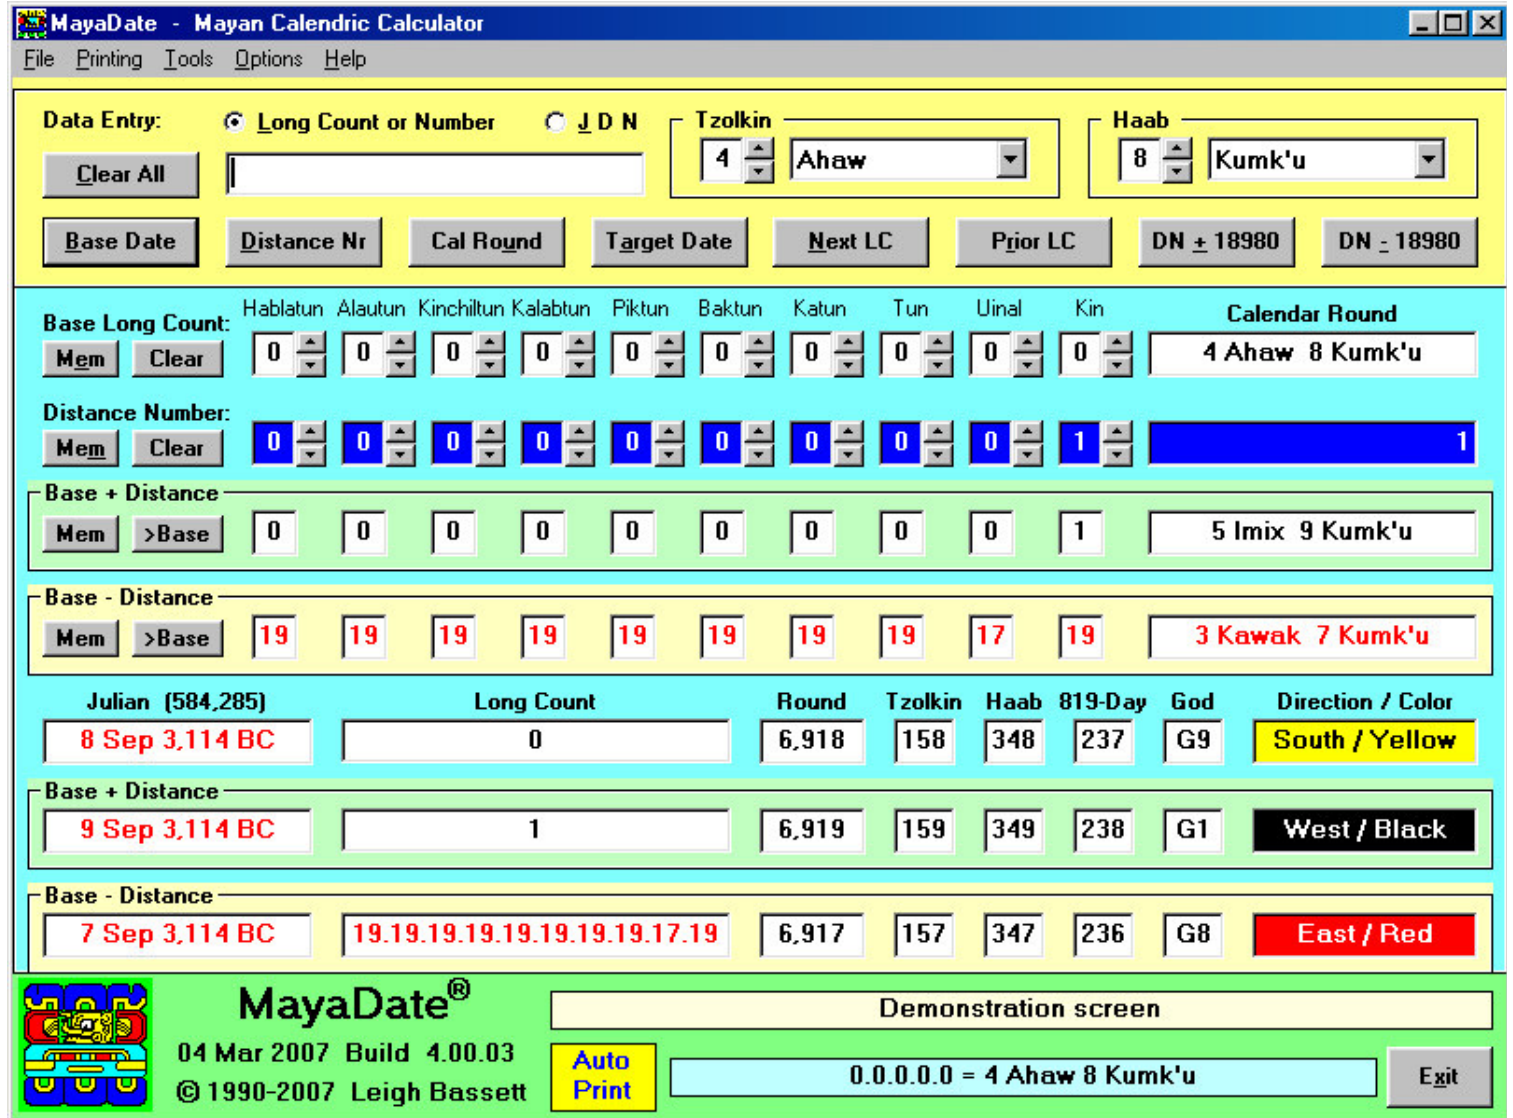 MayaDate - Mayan Calendric Calculator
File Printing Tools Options Help
Data Entry: Long Count or Number J D N Tzolkin Haab
Clear All 4 Ahaw 8 Kumk'u
Base Date Distance Nr Cal Round Target Date Next LC Prior LC DN + 18980 DN - 18980
Hablatun Alautun Kinchiltun Kalabtun Piktun Baktun Katun Tun Uinal Kin
Base Long Count: Calendar Round
Mem Clear 0 0 0 0 0 0 0 0 0 0 4 Ahaw 8 Kumk'u
Distance Number:
Mem Clear 0 0 0 0 0 0 0 0 0 1 1
Base + Distance
Mem >Base 0 0 0 0 0 0 0 0 0 1 5 Imix 9 Kumk'u
Base - Distance
Mem >Base 19 19 19 19 19 19 19 19 17 19 3 Kawak 7 Kumk'u
Julian (584,285) Long Count Round Tzolkin Haab 819-Day God Direction / Color
8 Sep 3,114 BC 0 6,918 158 348 237 G9 South / Yellow
Base + Distance
9 Sep 3,114 BC 1 6,919 159 349 238 G1 West / Black
Base - Distance
7 Sep 3,114 BC 19.19.19.19.19.19.19.19.17.19 6,917 157 347 236 G8 East / Red
MayaDate® Demonstration screen
04 Mar 2007 Build 4.00.03
Auto Print 0.0.0.0.0 = 4 Ahaw 8 Kumk'u Exit
© 1990-2007 Leigh Bassett